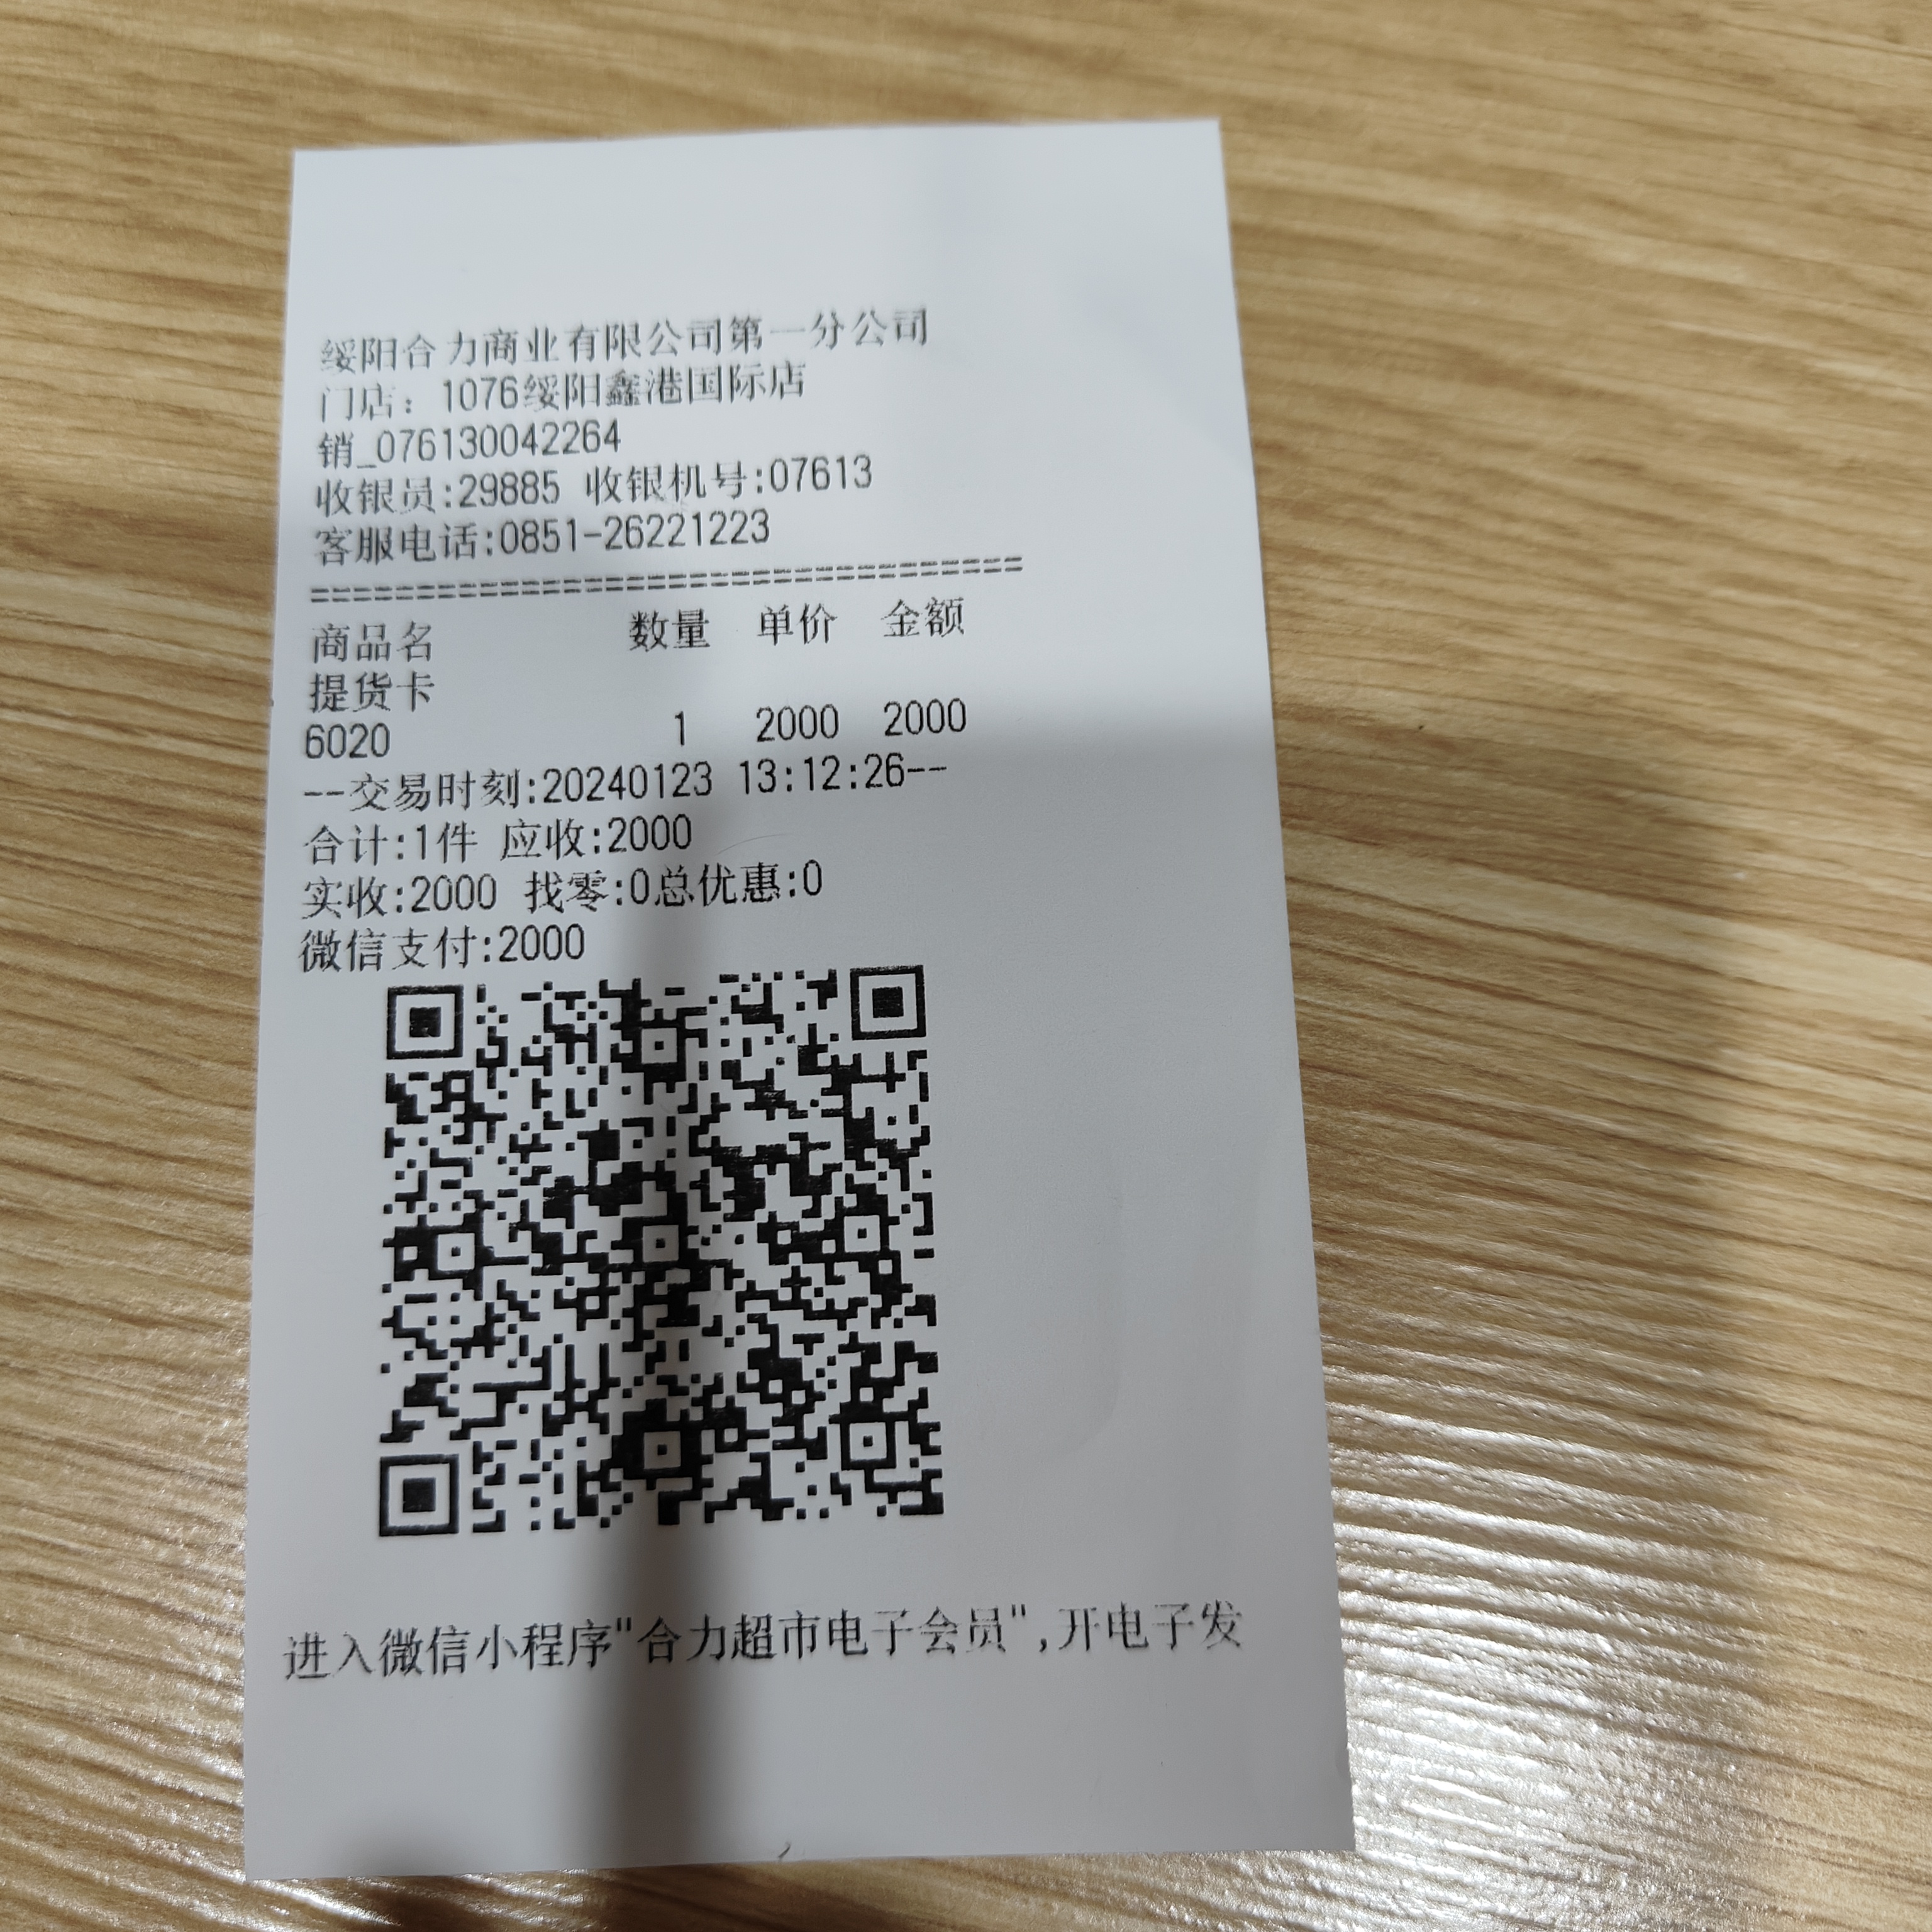 绥阳合力商业有限公司第一分公司
门店：1076绥阳鑫港国际店
销_076130042264
收银员:29885 收银机号:07613
客服电话:0851-26221223
==================================
商品名 数量 单价 金额
提货卡
6020 1 2000 2000
--交易时刻:20240123 13:12:26--
合计:1件 应收:2000
实收:2000 找零:0总优惠:0
微信支付:2000
进入微信小程序"合力超市电子会员",开电子发